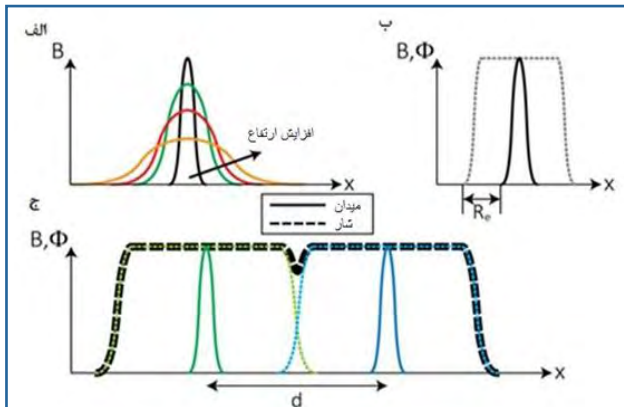 الف
B
افزایش ارتفاع
X
ب
B,Φ
X
Rₑ
میدان
شار
ج
B,Φ
X
d